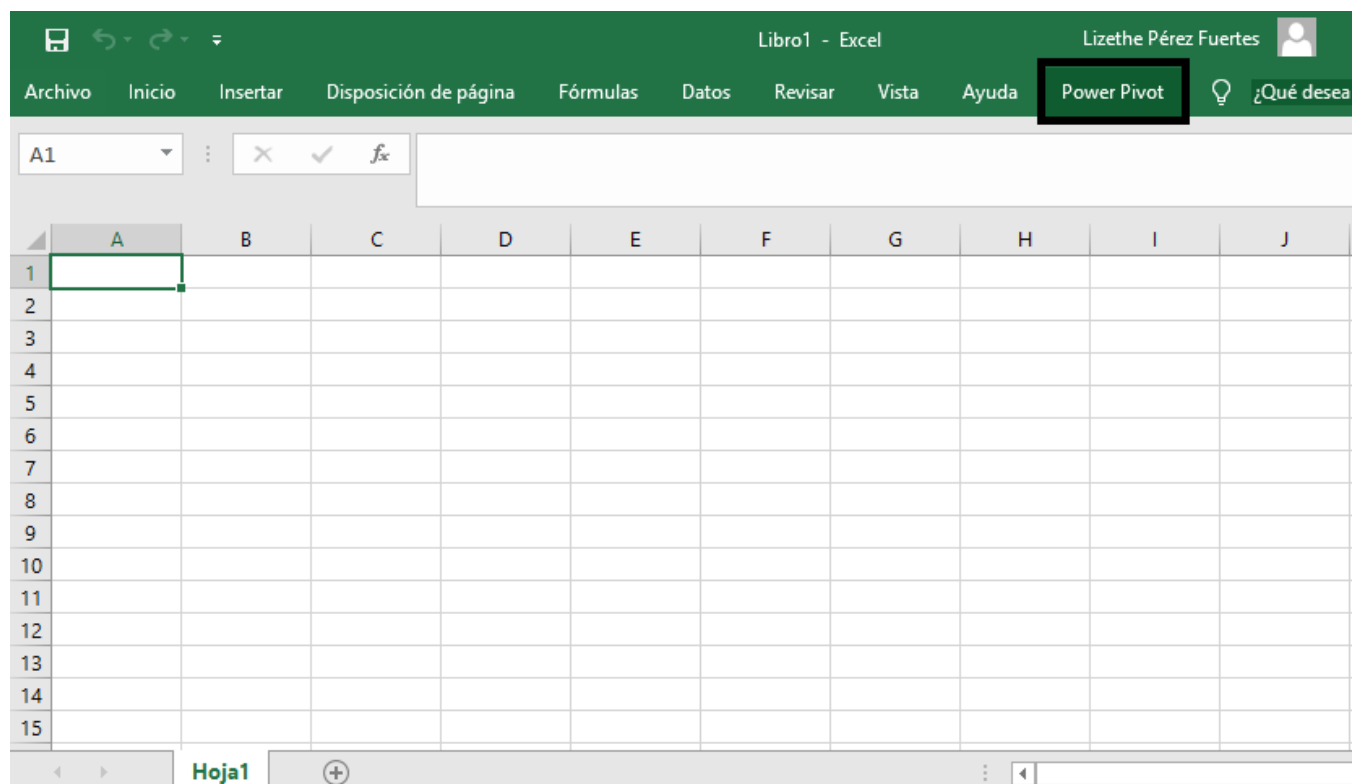 Libro1 - Excel
Lizethe Pérez Fuertes
Archivo Inicio Insertar Disposición de página Fórmulas Datos Revisar Vista Ayuda Power Pivot ¿Qué desea
A1 fx
A B C D E F G H I J
1
2
3
4
5
6
7
8
9
10
11
12
13
14
15
Hoja1